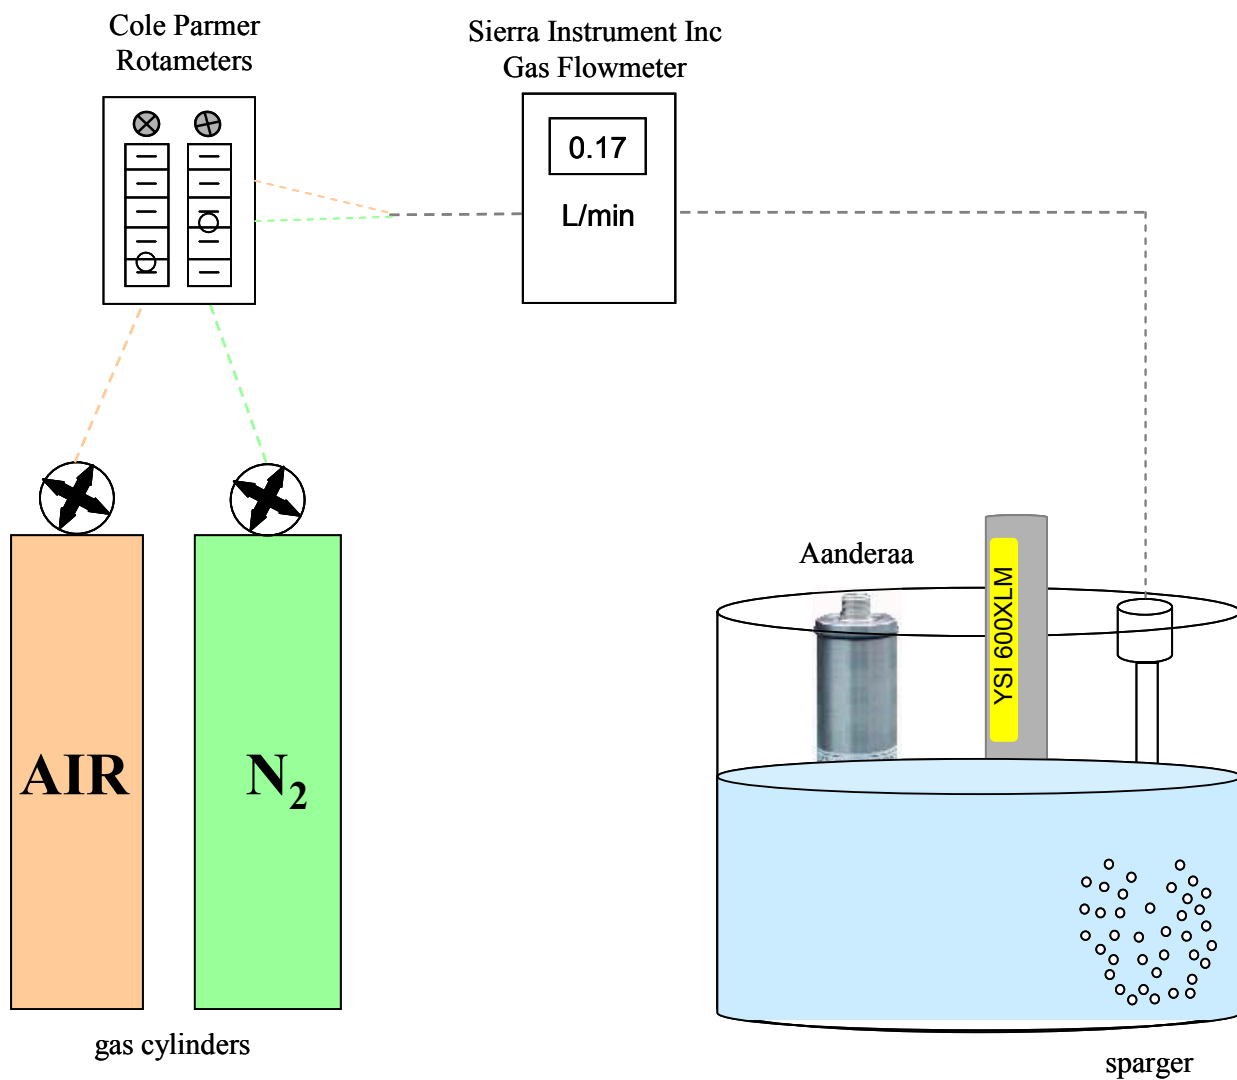 Cole Parmer
Rotameters
Sierra Instrument Inc
Gas Flowmeter
0.17
L/min
Aanderaa
YSI 600XLM
AIR
N₂
gas cylinders
sparger